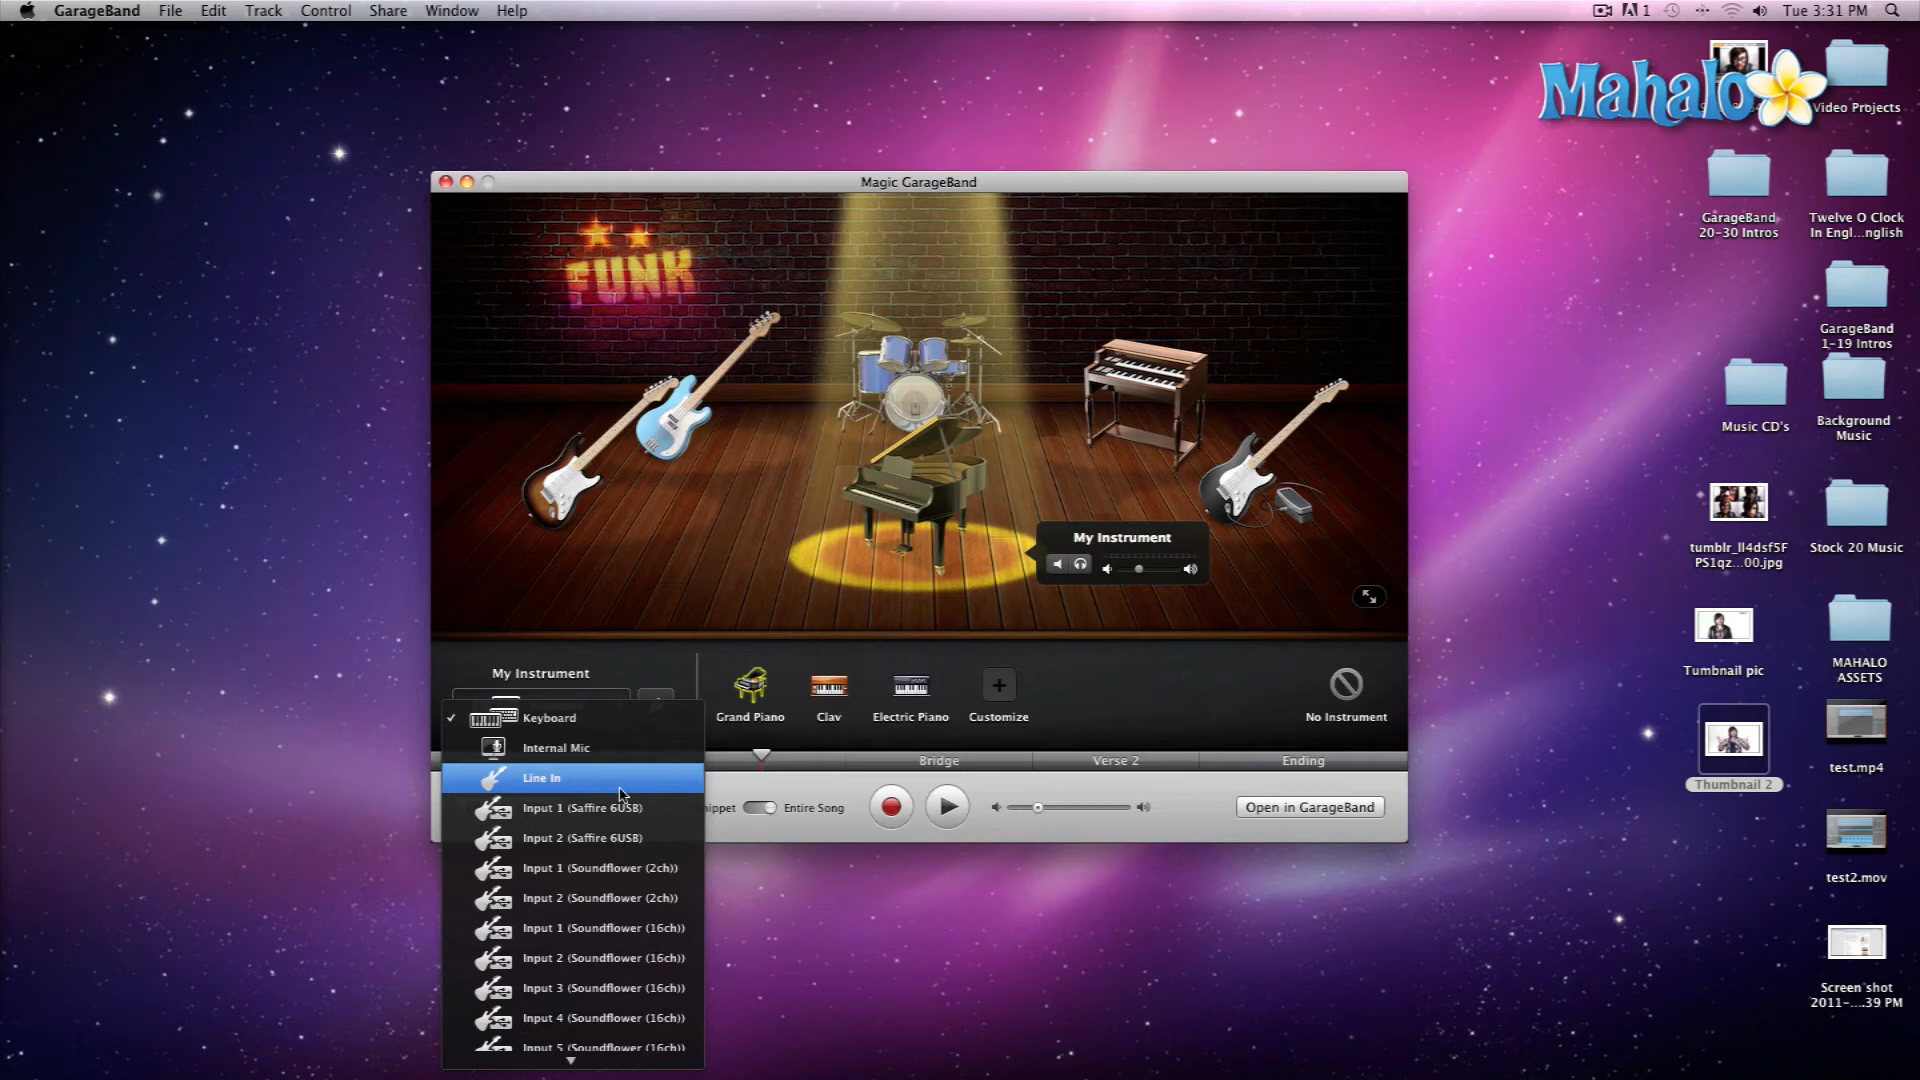 GarageBand File Edit Track Control Share Window Help
1 Tue 3:31 PM
Mahalo
Video Projects
GarageBand
20-30 Intros
Twelve O Clock
In Engl...nglish
GarageBand
1-19 Intros
Music CD's
Background
Music
tumblr_ll4dsf5F
PS1qz...00.jpg
Stock 20 Music
Tumbnail pic
MAHALO
ASSETS
Thumbnail 2
test.mp4
test2.mov
Screen shot
2011-....39 PM
Magic GarageBand
FUNK
My Instrument
My Instrument
Grand Piano
Clav
Electric Piano
Customize
No Instrument
Bridge
Verse 2
Ending
ippet
Entire Song
Open in GarageBand
✓ Keyboard
Internal Mic
Line In
Input 1 (Saffire 6USB)
Input 2 (Saffire 6USB)
Input 1 (Soundflower (2ch))
Input 2 (Soundflower (2ch))
Input 1 (Soundflower (16ch))
Input 2 (Soundflower (16ch))
Input 3 (Soundflower (16ch))
Input 4 (Soundflower (16ch))
Input 5 (Soundflower (16ch))